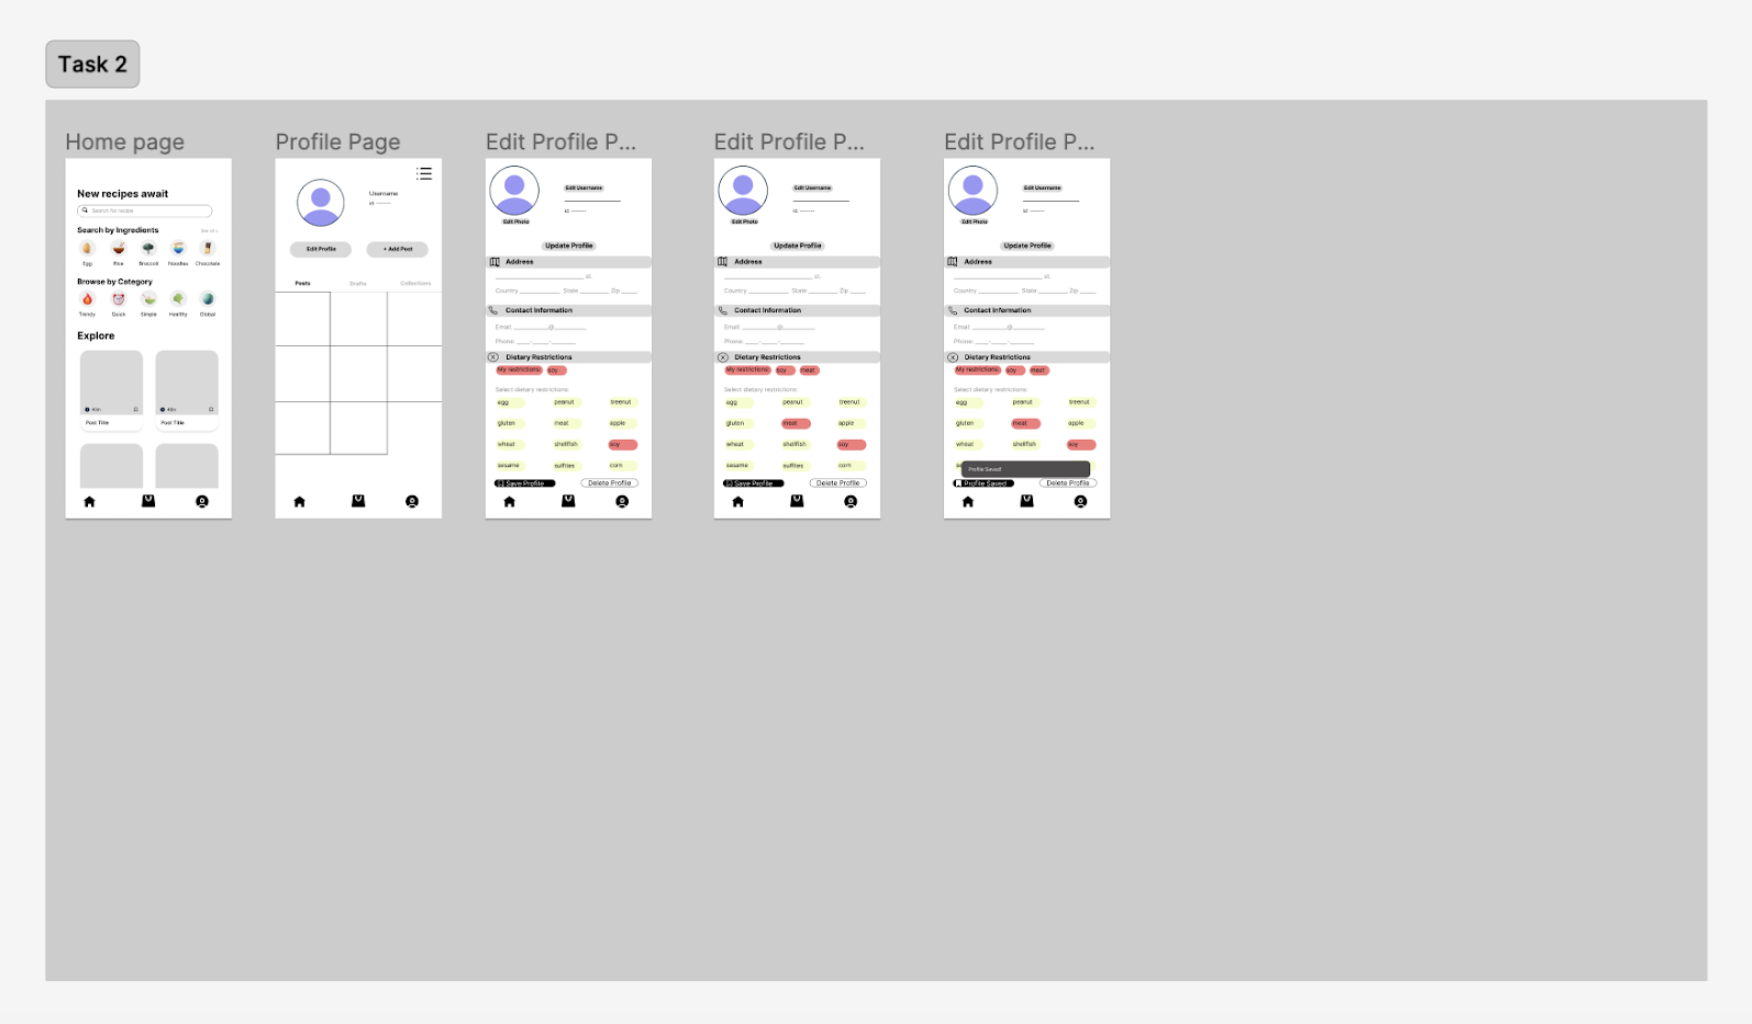 Task 2
Home page
New recipes await
Search for recipe
Search by Ingredients
Egg Rice Broccoli Noodles Chocolate
Browse by Category
Trendy Quick Simple Healthy Global
Explore
Post Title Post Title
Profile Page
Username
Edit Profile + Add Post
Posts Drafts Collections
Edit Profile P...
Edit Username
Edit Photo
Update Profile
Address
st.
Country State Zip
Contact Information
Email: @
Phone: - -
Dietary Restrictions
My restrictions: soy
Select dietary restrictions:
egg peanut treenut
gluten meat apple
wheat shellfish soy
sesame sulfites corn
Save Profile Delete Profile
Edit Profile P...
Edit Username
Edit Photo
Update Profile
Address
st.
Country State Zip
Contact Information
Email: @
Phone: - -
Dietary Restrictions
My restrictions: soy meat
Select dietary restrictions:
egg peanut treenut
gluten meat apple
wheat shellfish soy
sesame sulfites corn
Save Profile Delete Profile
Edit Profile P...
Edit Username
Edit Photo
Update Profile
Address
st.
Country State Zip
Contact Information
Email: @
Phone: - -
Dietary Restrictions
My restrictions: soy meat
Select dietary restrictions:
egg peanut treenut
gluten meat apple
wheat shellfish soy
Profile Saved!
Profile Saved Delete Profile